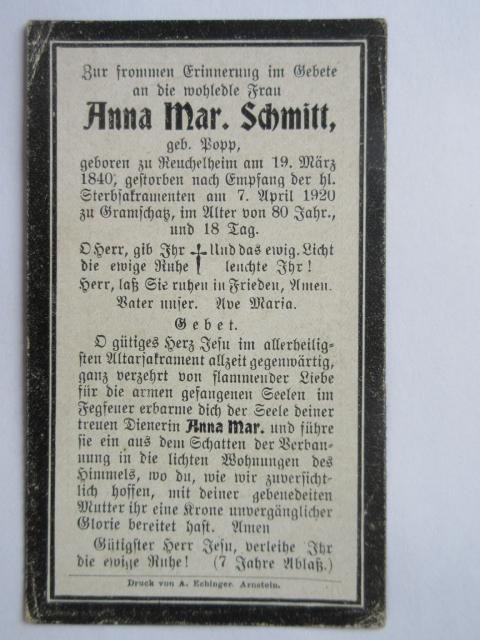 Zur frommen Erinnerung im Gebete
an die wohledle Frau
Anna Mar. Schmitt,
geb. Popp,
geboren zu Reuchelheim am 19. März
1840, gestorben nach Empfang der hl.
Sterbsakramenten am 7. April 1920
zu Gramschatz, im Alter von 80 Jahr.,
und 18 Tag.
O Herr, gib Ihr † Und das ewig. Licht
die ewige Ruhe leuchte Ihr!
Herr, laß Sie ruhen in Frieden, Amen.
Vater unser. Ave Maria.
Gebet.
O gütiges Herz Jesu im allerheilig-
sten Altarsakrament allzeit gegenwärtig,
ganz verzehrt von flammender Liebe
für die armen gefangenen Seelen im
Fegfeuer erbarme dich der Seele deiner
treuen Dienerin Anna Mar. und führe
sie ein aus dem Schatten der Verban-
nung in die lichten Wohnungen des
Himmels, wo du, wie wir zuversicht-
lich hoffen, mit deiner gebenedeiten
Mutter ihr eine Krone unvergänglicher
Glorie bereitet hast. Amen
Gütigster Herr Jesu, verleihe Ihr
die ewige Ruhe! (7 Jahre Ablaß.)
Druck von A. Echinger. Arnstein.